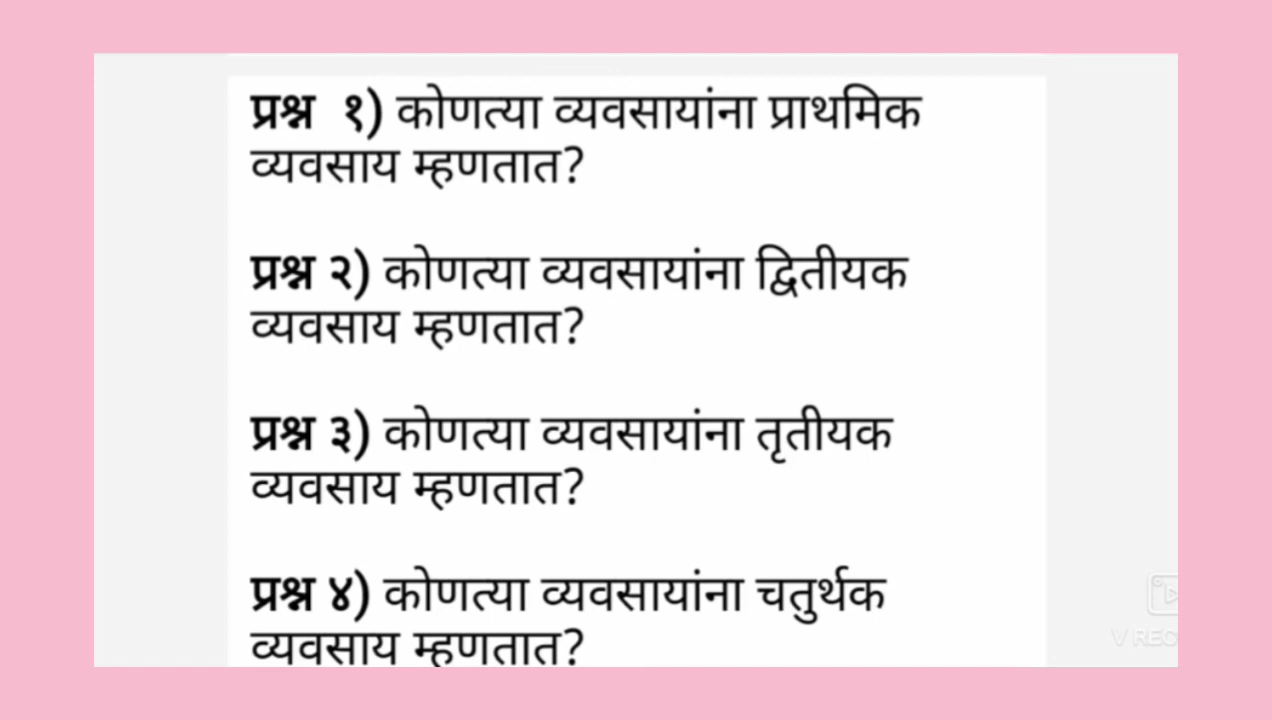 प्रश्न १) कोणत्या व्यवसायांना प्राथमिक
व्यवसाय म्हणतात?
प्रश्न २) कोणत्या व्यवसायांना द्वितीयक
व्यवसाय म्हणतात?
प्रश्न ३) कोणत्या व्यवसायांना तृतीयक
व्यवसाय म्हणतात?
प्रश्न ४) कोणत्या व्यवसायांना चतुर्थक
व्यवसाय म्हणतात?
V REC